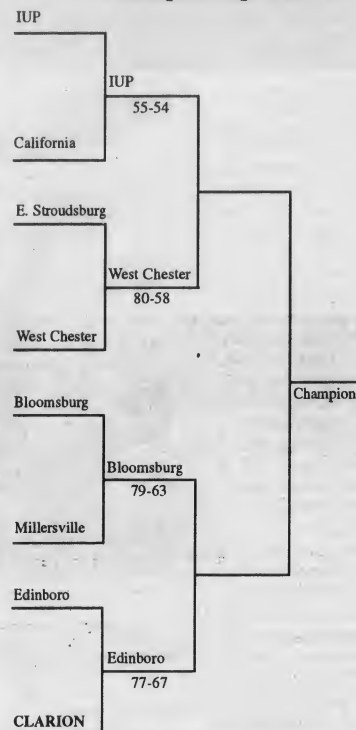 IUP
IUP
55-54
California
E. Stroudsburg
West Chester
80-58
West Chester
Bloomsburg
Champion
Bloomsburg
79-63
Millersville
Edinboro
Edinboro
77-67
CLARION